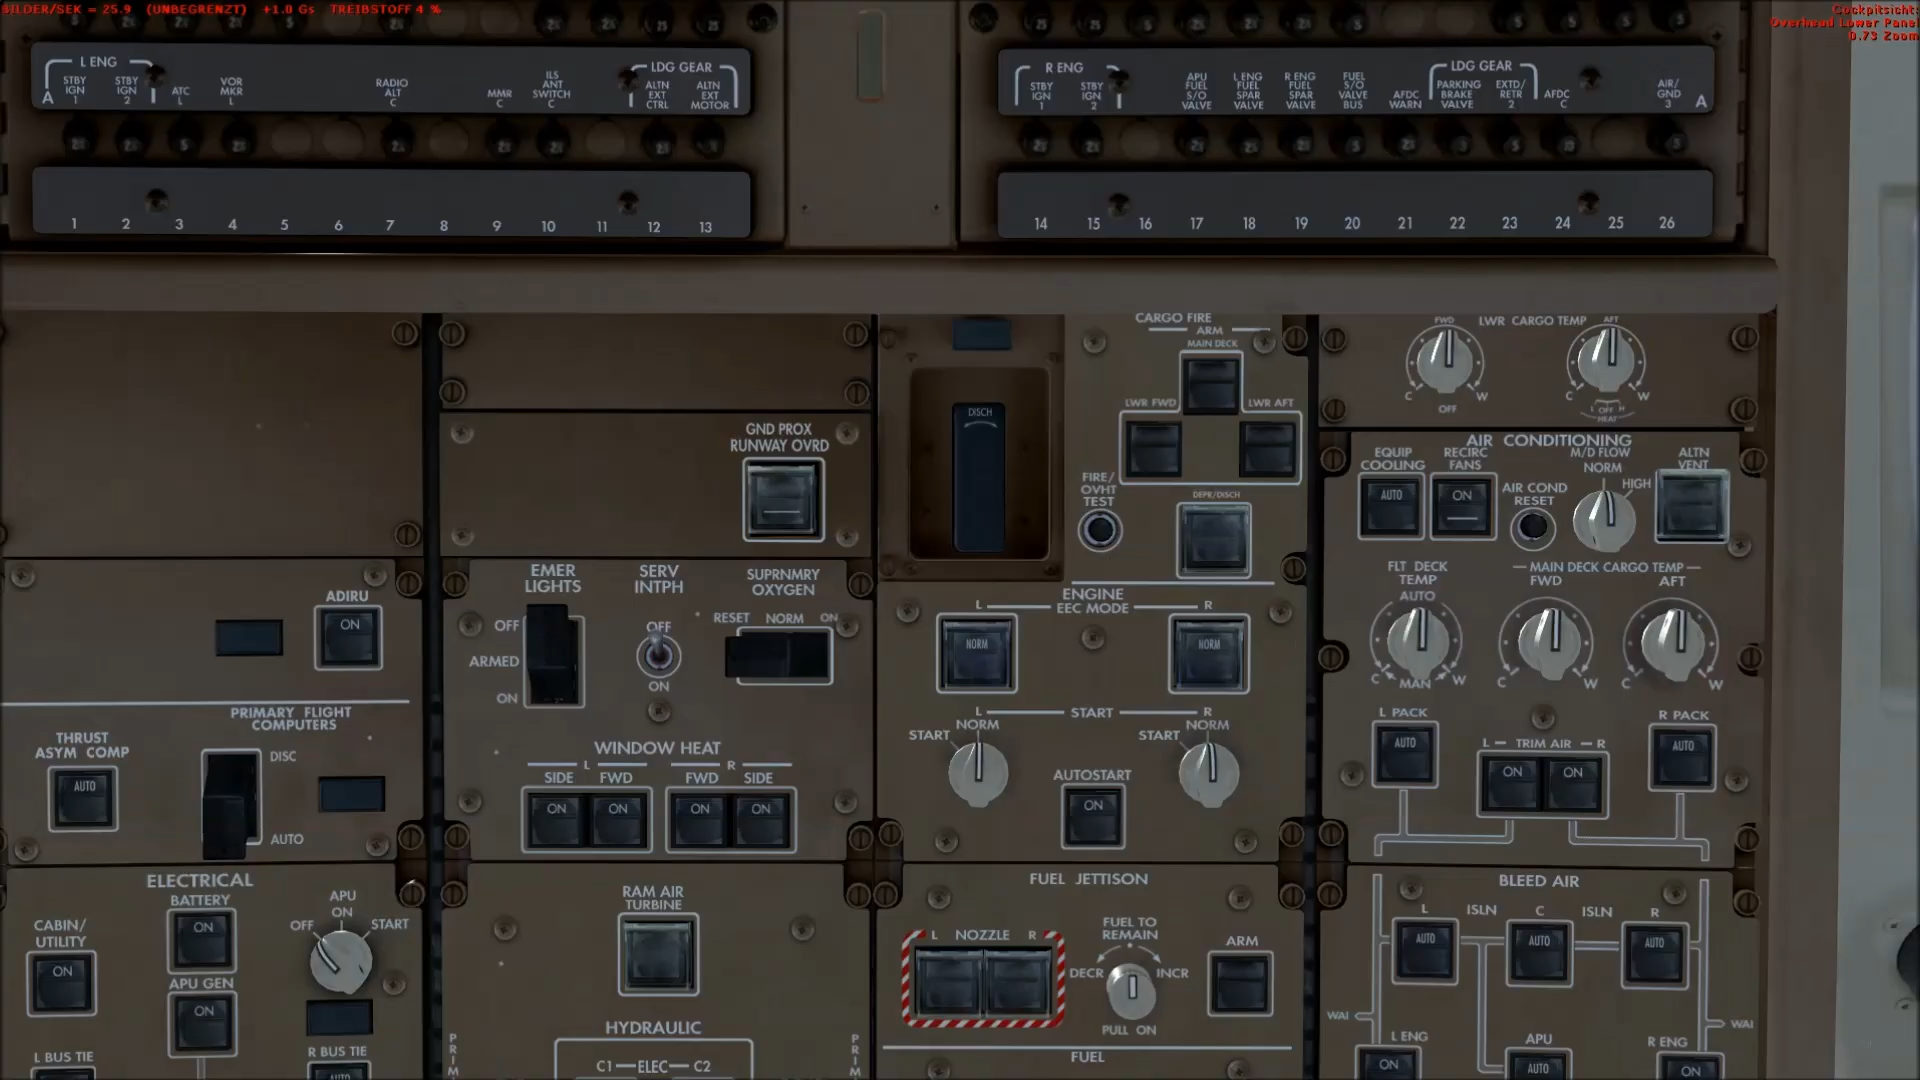 BILDER/SEK = 25.9 (UNBEGRENZT) +1.0 Gs TREIBSTOFF 4 %
Cockpitsicht:
Overhead Lower Panel
0.73 Zoom
L ENG
STBY IGN 1
STBY IGN 2
ATC L
VOR MKR L
RADIO ALT C
MMR C
ILS ANT SWITCH C
LDG GEAR
ALTN EXT CTRL
ALTN EXT MOTOR
A
R ENG
STBY IGN 1
STBY IGN 2
APU FUEL S/O VALVE
L ENG FUEL SPAR VALVE
R ENG FUEL SPAR VALVE
FUEL S/O VALVE BUS
AFDC WARN
LDG GEAR
PARKING BRAKE VALVE
EXTD/ RETR 2
AFDC C
AIR/ GND 3
A
1 2 3 4 5 6 7 8 9 10 11 12 13
14 15 16 17 18 19 20 21 22 23 24 25 26
GND PROX
RUNWAY OVRD
DISCH
CARGO FIRE
ARM
MAIN DECK
LWR FWD
LWR AFT
FIRE/
OVHT
TEST
DEPR/DISCH
FWD
LWR CARGO TEMP
AFT
C W
OFF
C W
OFF H
HEAT
AIR CONDITIONING
EQUIP
COOLING
AUTO
RECIRC
FANS
ON
AIR COND
RESET
M/D FLOW
NORM
HIGH
ALTN
VENT
FLT DECK
TEMP
AUTO
C MAN W
MAIN DECK CARGO TEMP
FWD
C W
AFT
C W
L PACK
AUTO
L TRIM AIR R
ON ON
R PACK
AUTO
ADIRU
ON
THRUST
ASYM COMP
AUTO
PRIMARY FLIGHT
COMPUTERS
DISC
AUTO
EMER
LIGHTS
OFF
ARMED
ON
SERV
INTPH
OFF
ON
SUPRNMRY
OXYGEN
RESET NORM ON
WINDOW HEAT
L R
SIDE FWD FWD SIDE
ON ON ON ON
ENGINE
L EEC MODE R
NORM NORM
L START R
START NORM
START NORM
AUTOSTART
ON
ELECTRICAL
CABIN/
UTILITY
ON
BATTERY
ON
APU GEN
ON
APU
OFF ON START
L BUS TIE
R BUS TIE
AUTO
RAM AIR
TURBINE
HYDRAULIC
C1 ELEC C2
P
R
I
M
P
R
I
M
FUEL JETTISON
L NOZZLE R
FUEL TO
REMAIN
DECR INCR
PULL ON
ARM
FUEL
BLEED AIR
L ISLN C ISLN R
AUTO AUTO AUTO
WAI WAI
L ENG
ON
APU
AUTO
R ENG
ON